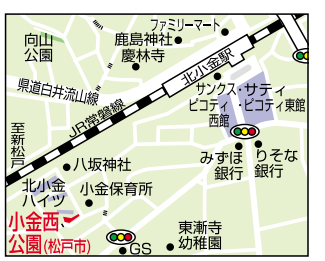 ファミリーマート
向山
公園
鹿島神社
慶林寺
北小金駅
県道白井流山線
サンクス
サティ
ピコティ
西館
ピコティ東館
JR常磐線
至新松戸
みずほ
銀行
りそな
銀行
八坂神社
北小金
ハイツ
小金保育所
小金西
公園(松戸市)
東漸寺
幼稚園
GS